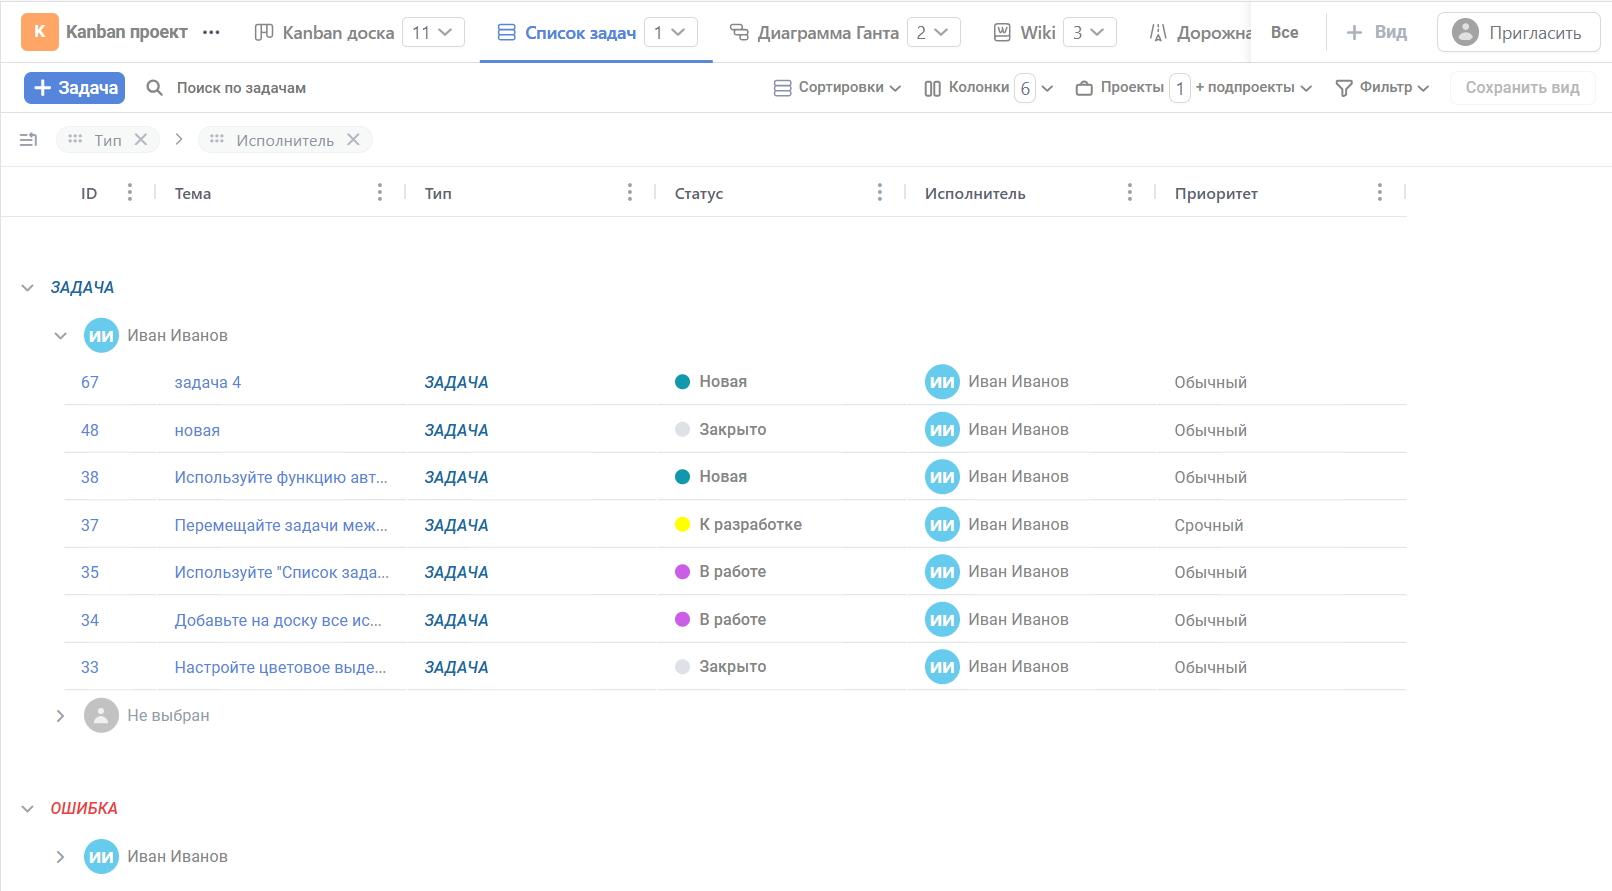 K Kanban проект ··· Kanban доска 11 Список задач 1 Диаграмма Ганта 2 Wiki 3 Дорожна Все + Вид Пригласить
+ Задача Поиск по задачам Сортировки Колонки 6 Проекты 1 + подпроекты Фильтр Сохранить вид
Тип Исполнитель
ID Тема Тип Статус Исполнитель Приоритет
ЗАДАЧА
ИИ Иван Иванов
67 задача 4 ЗАДАЧА Новая ИИ Иван Иванов Обычный
48 новая ЗАДАЧА Закрыто ИИ Иван Иванов Обычный
38 Используйте функцию авт... ЗАДАЧА Новая ИИ Иван Иванов Обычный
37 Перемещайте задачи меж... ЗАДАЧА К разработке ИИ Иван Иванов Срочный
35 Используйте "Список зада... ЗАДАЧА В работе ИИ Иван Иванов Обычный
34 Добавьте на доску все ис... ЗАДАЧА В работе ИИ Иван Иванов Обычный
33 Настройте цветовое выде... ЗАДАЧА Закрыто ИИ Иван Иванов Обычный
Не выбран
ОШИБКА
ИИ Иван Иванов